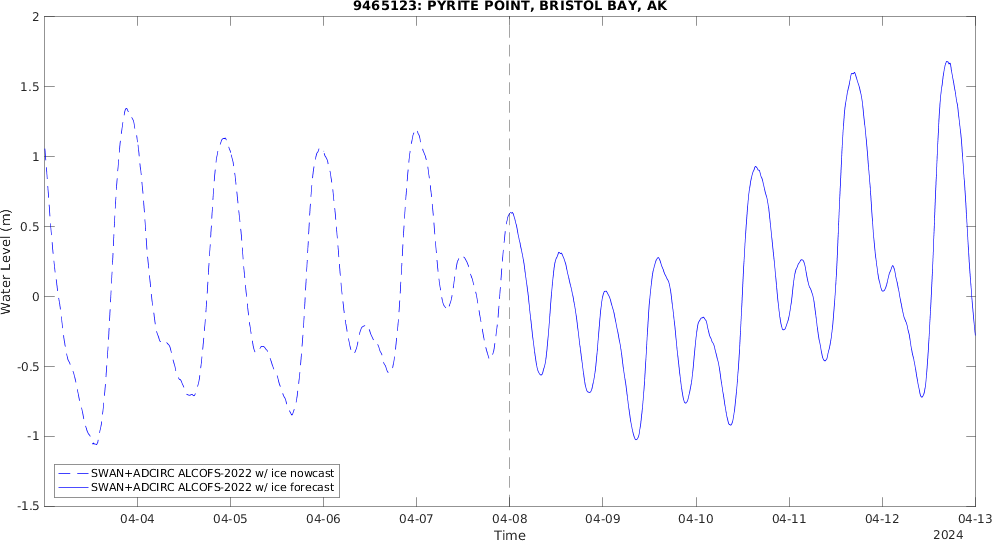 9465123: PYRITE POINT, BRISTOL BAY, AK
Water Level (m)
2
1.5
1
0.5
0
-0.5
-1
-1.5
SWAN+ADCIRC ALCOFS-2022 w/ ice nowcast
SWAN+ADCIRC ALCOFS-2022 w/ ice forecast
04-04 04-05 04-06 04-07 04-08 04-09 04-10 04-11 04-12 04-13
Time
2024